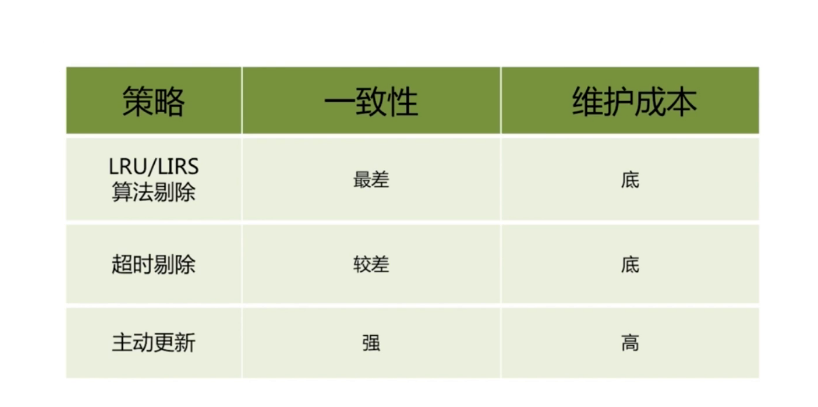 策略 一致性 维护成本
LRU/LIRS
算法剔除 最差 底
超时剔除 较差 底
主动更新 强 高